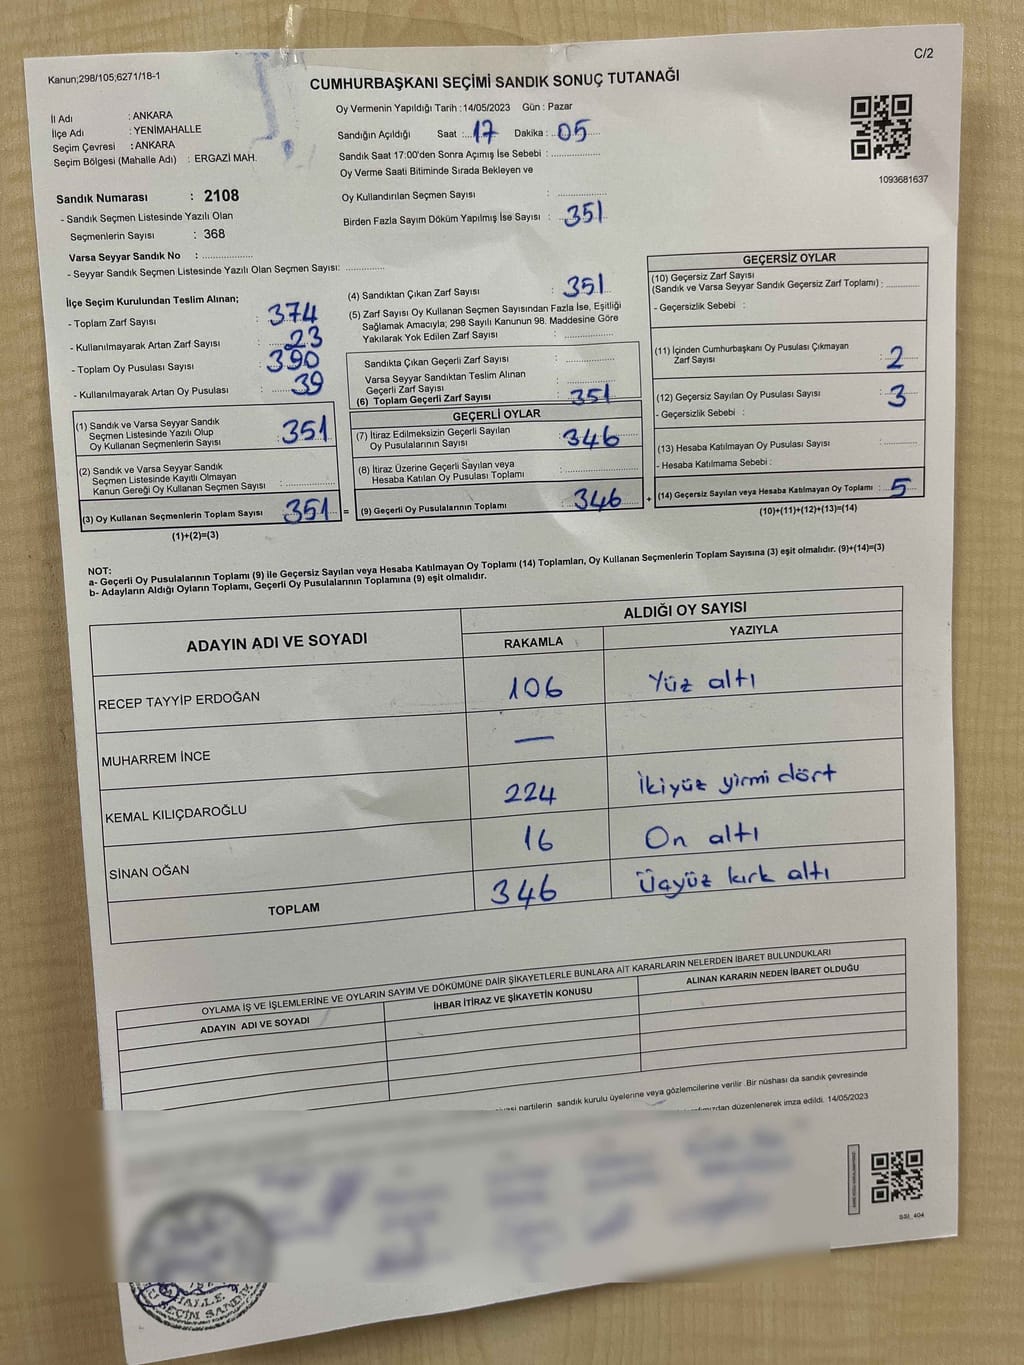 C/2
Kanun;298/105;6271/18-1
CUMHURBAŞKANI SEÇİMİ SANDIK SONUÇ TUTANAĞI
İl Adı : ANKARA
İlçe Adı : YENİMAHALLE
Seçim Çevresi : ANKARA
Seçim Bölgesi (Mahalle Adı) : ERGAZİ MAH.
Oy Vermenin Yapıldığı Tarih :14/05/2023 Gün : Pazar
Sandığın Açıldığı Saat :...17 Dakika :..05.....
Sandık Saat 17:00'den Sonra Açımış İse Sebebi :..................
Oy Verme Saati Bitiminde Sırada Bekleyen ve
Oy Kullandırılan Seçmen Sayısı : ..................
Birden Fazla Sayım Döküm Yapılmış İse Sayısı : 351
1093681637
Sandık Numarası : 2108
- Sandık Seçmen Listesinde Yazılı Olan
Seçmenlerin Sayısı : 368
Varsa Seyyar Sandık No : ..................
- Seyyar Sandık Seçmen Listesinde Yazılı Olan Seçmen Sayısı: ..............
İlçe Seçim Kurulundan Teslim Alınan;
- Toplam Zarf Sayısı : 374
- Kullanılmayarak Artan Zarf Sayısı : 23
- Toplam Oy Pusulası Sayısı : 390
- Kullanılmayarak Artan Oy Pusulası : 39
(1) Sandık ve Varsa Seyyar Sandık
Seçmen Listesinde Yazılı Olup
Oy Kullanan Seçmenlerin Sayısı : 351
(2) Sandık ve Varsa Seyyar Sandık
Seçmen Listesinde Kayıtlı Olmayan
Kanun Gereği Oy Kullanan Seçmen Sayısı : ..............
(3) Oy Kullanan Seçmenlerin Toplam Sayısı 351 =
(1)+(2)=(3)
(4) Sandıktan Çıkan Zarf Sayısı : 351
(5) Zarf Sayısı Oy Kullanan Seçmen Sayısından Fazla İse, Eşitliği
Sağlamak Amacıyla; 298 Sayılı Kanunun 98. Maddesine Göre
Yakılarak Yok Edilen Zarf Sayısı : ..................
Sandıkta Çıkan Geçerli Zarf Sayısı : ..................
Varsa Seyyar Sandıktan Teslim Alınan
Geçerli Zarf Sayısı : ..................
(6) Toplam Geçerli Zarf Sayısı : 351
GEÇERLİ OYLAR
(7) İtiraz Edilmeksizin Geçerli Sayılan
Oy Pusulalarının Sayısı : 346
(8) İtiraz Üzerine Geçerli Sayılan veya
Hesaba Katılan Oy Pusulası Toplamı : ..................
(9) Geçerli Oy Pusulalarının Toplamı : 346 +
GEÇERSİZ OYLAR
(10) Geçersiz Zarf Sayısı
(Sandık ve Varsa Seyyar Sandık Geçersiz Zarf Toplamı) : ............
- Geçersizlik Sebebi :
(11) İçinden Cumhurbaşkanı Oy Pusulası Çıkmayan
Zarf Sayısı : 2
(12) Geçersiz Sayılan Oy Pusulası Sayısı : 3
- Geçersizlik Sebebi :
(13) Hesaba Katılmayan Oy Pusulası Sayısı : ............
- Hesaba Katılmama Sebebi :
(14) Geçersiz Sayılan veya Hesaba Katılmayan Oy Toplamı : 5
(10)+(11)+(12)+(13)=(14)
NOT:
a- Geçerli Oy Pusulalarının Toplamı (9) ile Geçersiz Sayılan veya Hesaba Katılmayan Oy Toplamı (14) Toplamları, Oy Kullanan Seçmenlerin Toplam Sayısına (3) eşit olmalıdır. (9)+(14)=(3)
b- Adayların Aldığı Oyların Toplamı, Geçerli Oy Pusulalarının Toplamına (9) eşit olmalıdır.
ADAYIN ADI VE SOYADI
ALDIĞI OY SAYISI
RAKAMLA YAZIYLA
RECEP TAYYİP ERDOĞAN 106 Yüz altı
MUHARREM İNCE —
KEMAL KILIÇDAROĞLU 224 İkiyüz yirmi dört
SİNAN OĞAN 16 On altı
TOPLAM 346 Üçyüz kırk altı
OYLAMA İŞ VE İŞLEMLERİNE VE OYLARIN SAYIM VE DÖKÜMÜNE DAİR ŞİKAYETLERLE BUNLARA AİT KARARLARIN NELERDEN İBARET BULUNDUKLARI
ADAYIN ADI VE SOYADI İHBAR İTİRAZ VE ŞİKAYETİN KONUSU ALINAN KARARIN NEDEN İBARET OLDUĞU
partilerin sandık kurulu üyelerine veya gözlemcilerine verilir .Bir nüshası da sandık çevresinde
düzenlenerek imza edildi. 14/05/2023
SSI_404
SEÇİM